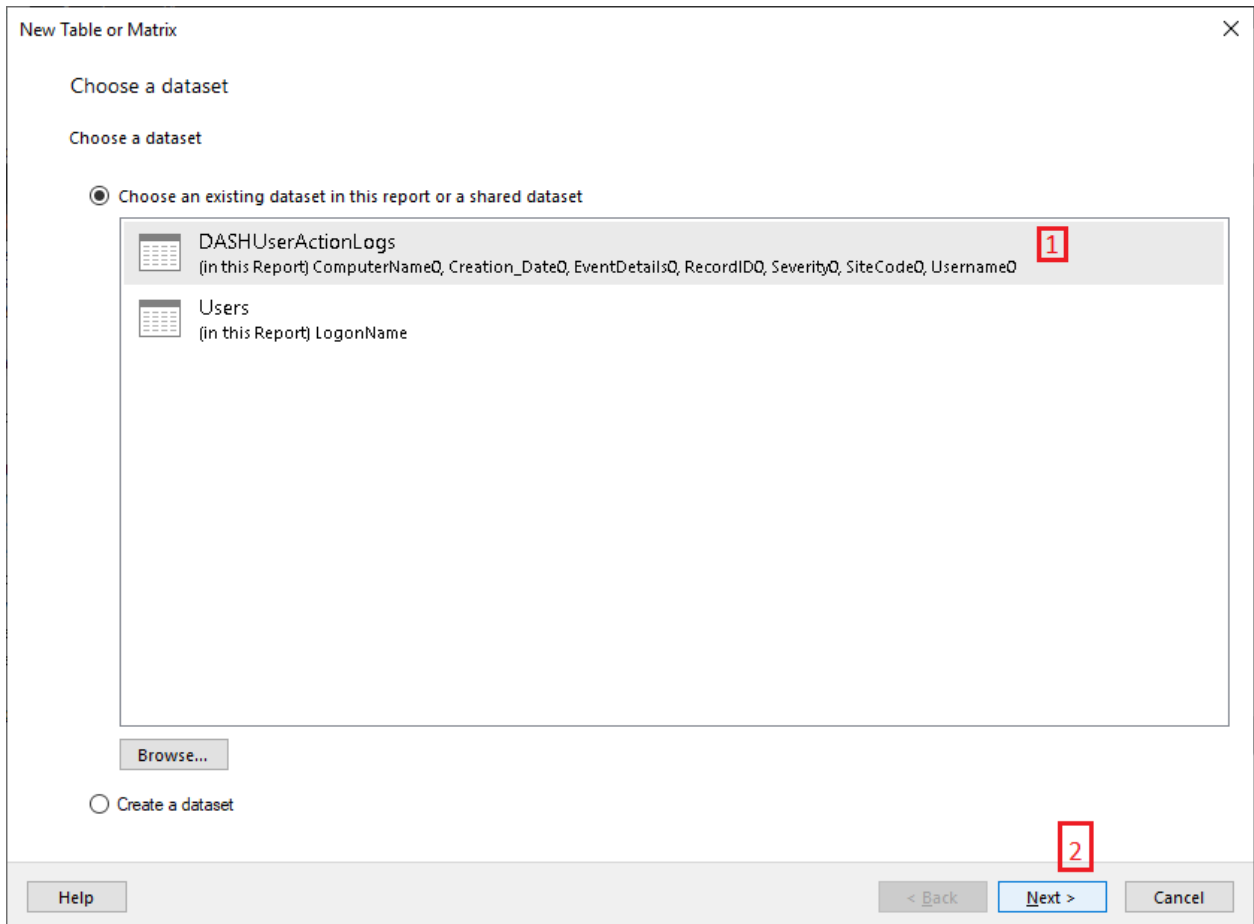 New Table or Matrix
Choose a dataset
Choose a dataset
Choose an existing dataset in this report or a shared dataset
DASHUserActionLogs
1
(in this Report) ComputerName0, Creation_Date0, EventDetails0, RecordID0, Severity0, SiteCode0, Username0
Users
(in this Report) LogonName
Browse...
Create a dataset
2
Help
< Back
Next >
Cancel